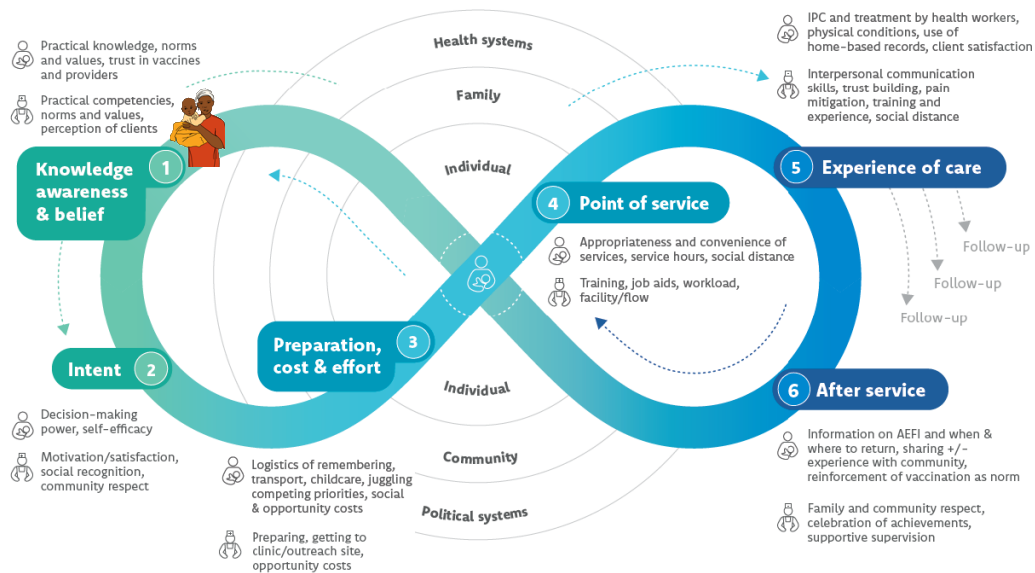 Practical knowledge, norms
and values, trust in vaccines
and providers
Practical competencies,
norms and values,
perception of clients
1
Knowledge
awareness
& belief
Intent
2
Decision-making
power, self-efficacy
Motivation/satisfaction,
social recognition,
community respect
Preparation,
cost & effort
3
Logistics of remembering,
transport, childcare, juggling
competing priorities, social
& opportunity costs
Preparing, getting to
clinic/outreach site,
opportunity costs
Health systems
Family
Individual
Individual
Community
Political systems
4
Point of service
Appropriateness and convenience of
services, service hours, social distance
Training, job aids, workload,
facility/flow
IPC and treatment by health workers,
physical conditions, use of
home-based records, client satisfaction
Interpersonal communication
skills, trust building, pain
mitigation, training and
experience, social distance
5
Experience of care
Follow-up
Follow-up
Follow-up
6
After service
Information on AEFI and when &
where to return, sharing +/-
experience with community,
reinforcement of vaccination as norm
Family and community respect,
celebration of achievements,
supportive supervision